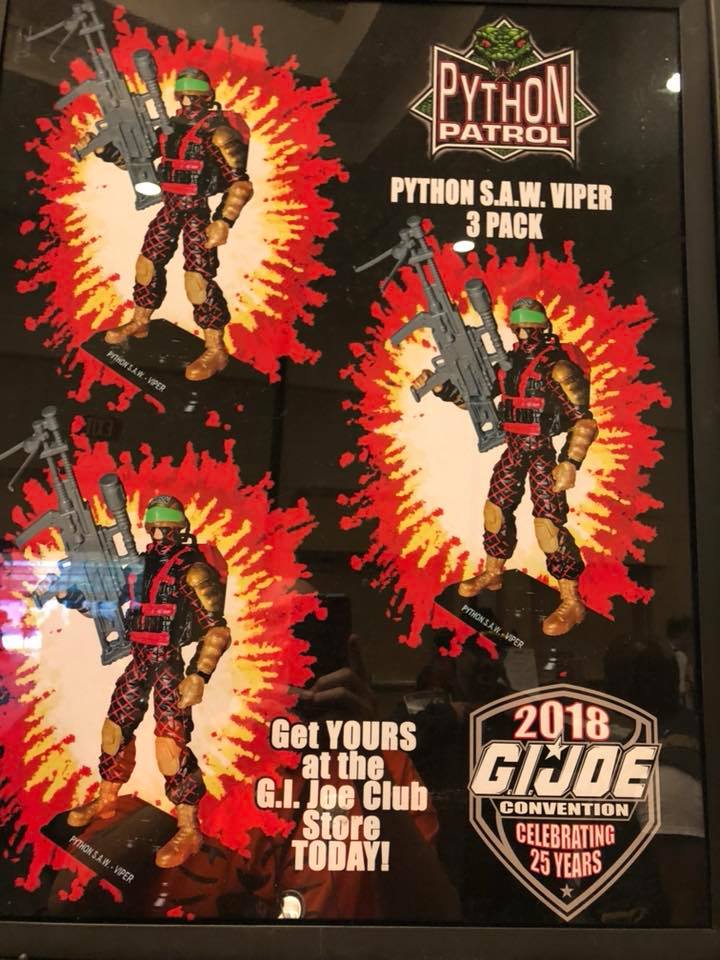 PYTHON
PATROL
PYTHON S.A.W. VIPER
3 PACK
PYTHON S.A.W. - VIPER
PYTHON S.A.W. - VIPER
PYTHON S.A.W. - VIPER
Get YOURS
at the
G.I. Joe Club
Store
TODAY!
2018
G.I. JOE
CONVENTION
CELEBRATING
25 YEARS